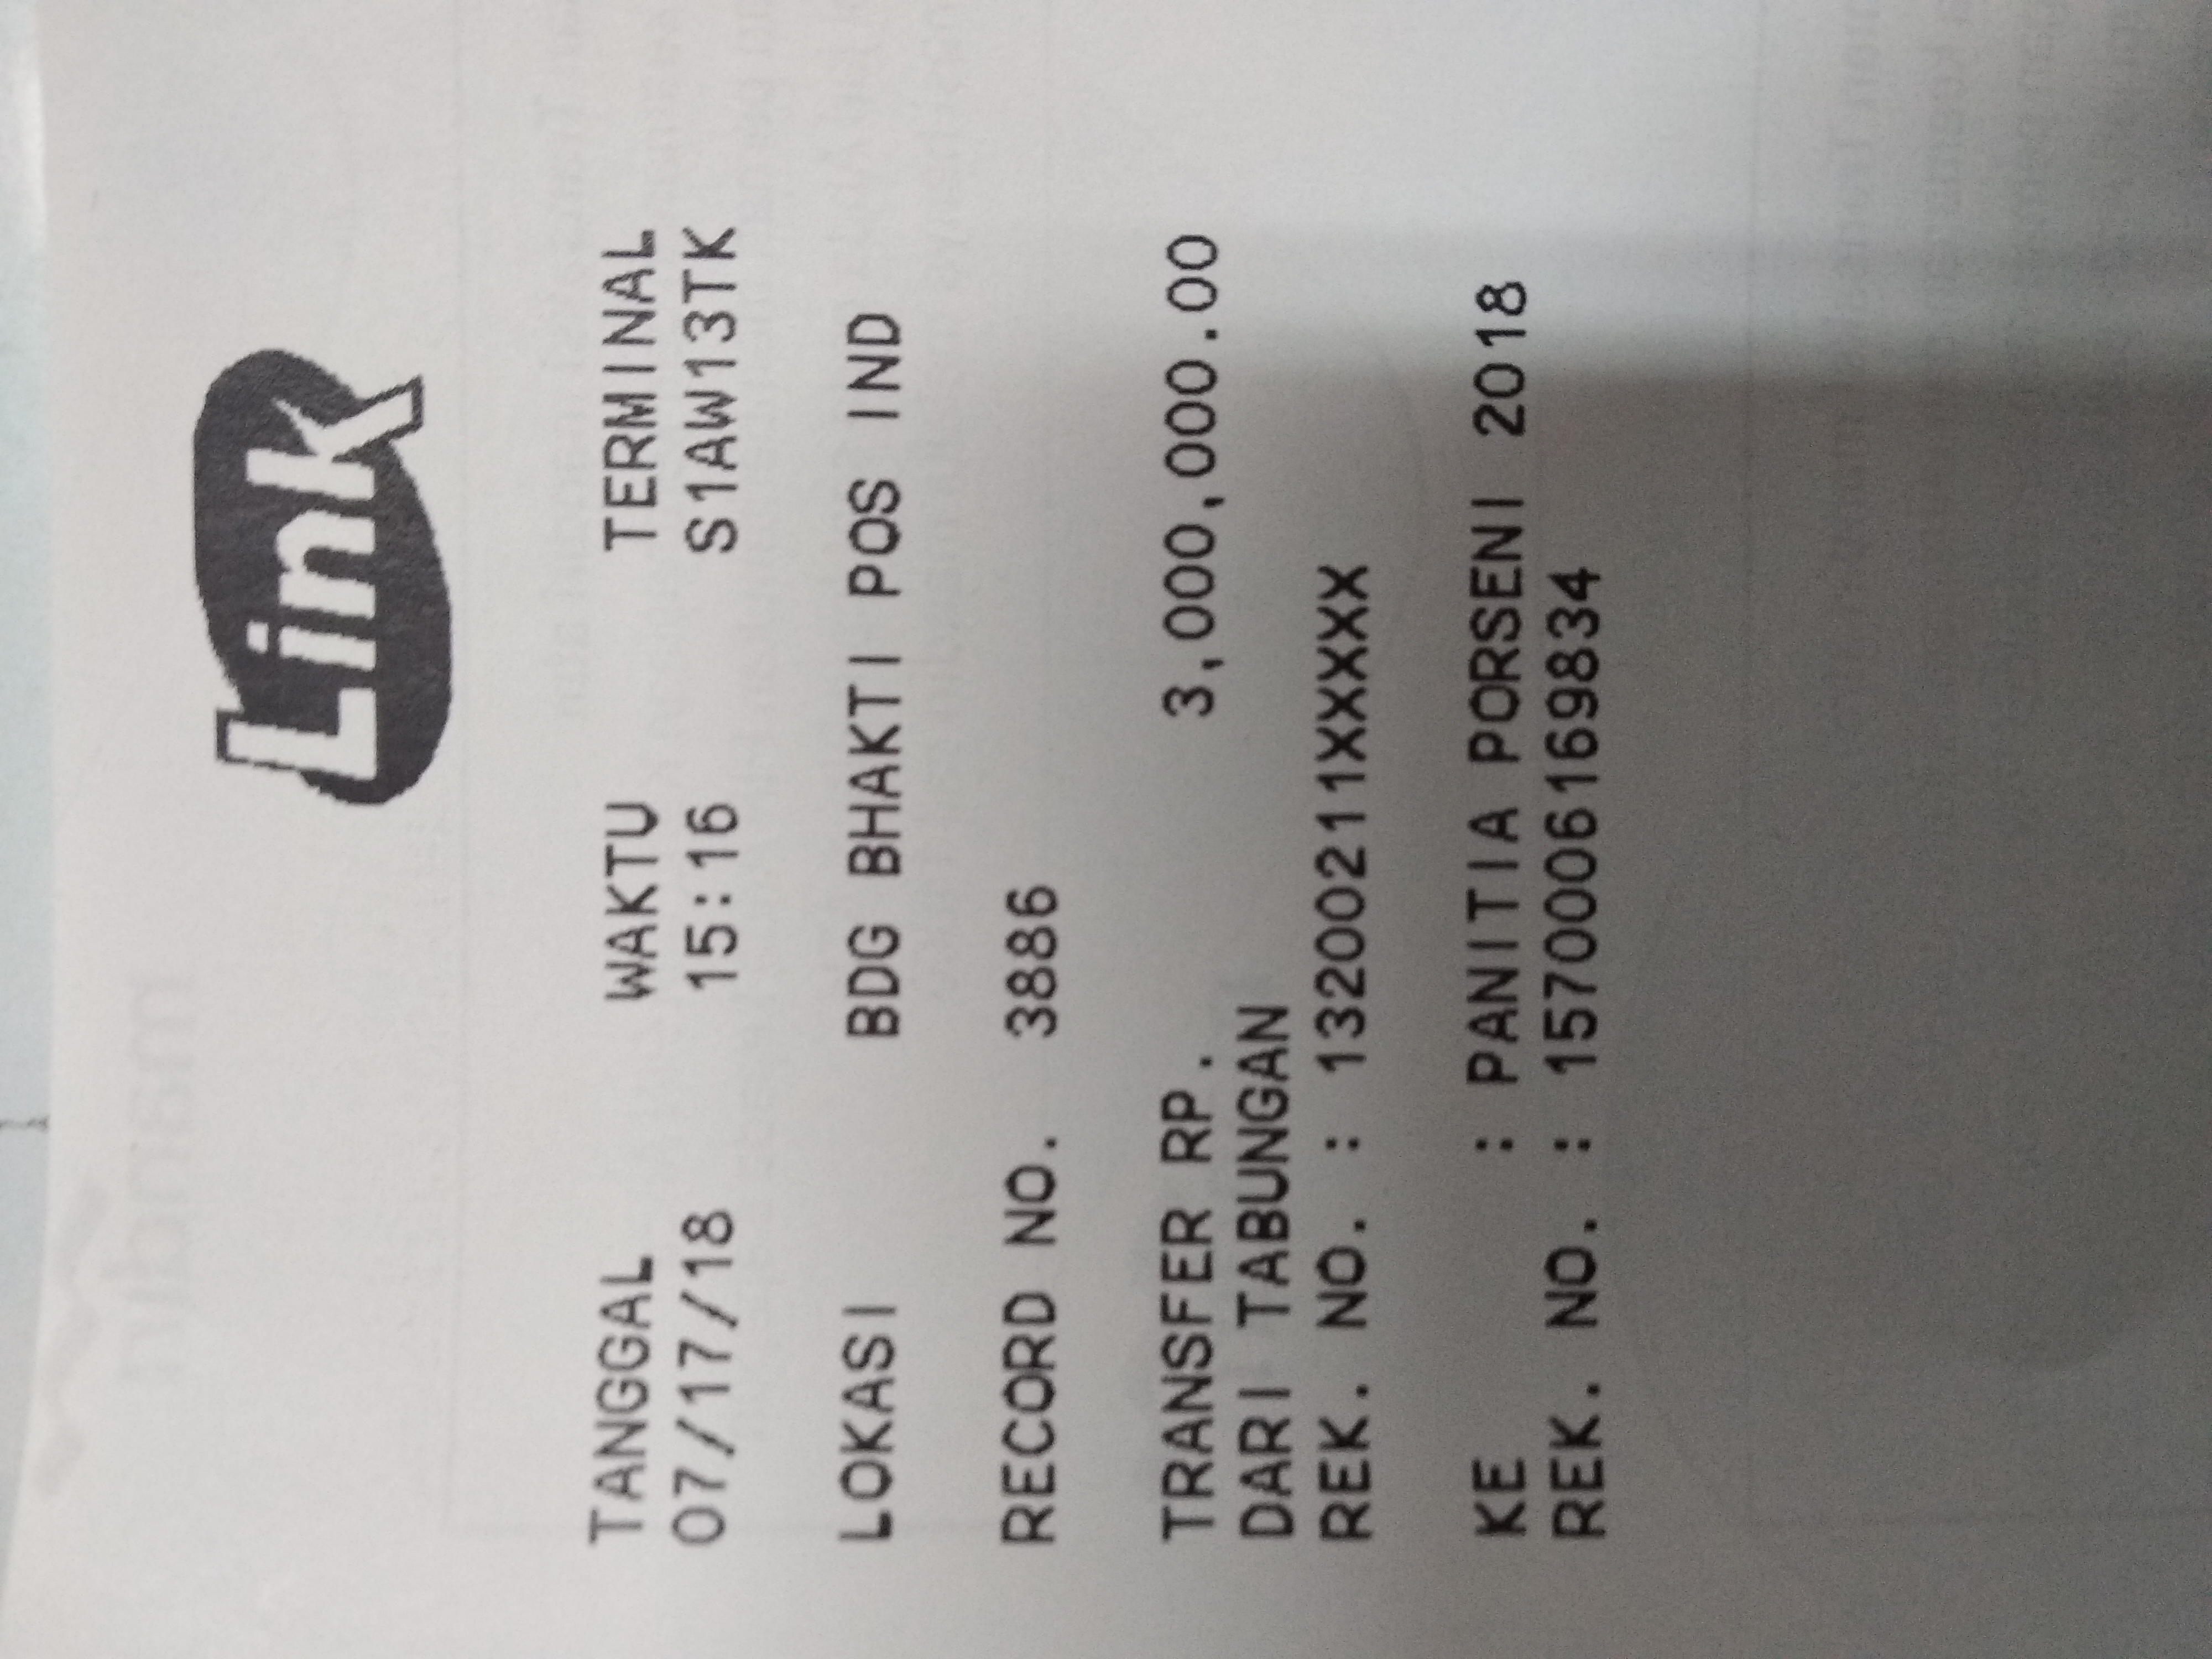 Link
TANGGAL WAKTU TERMINAL
07/17/18 15:16 S1AW13TK
LOKASI BDG BHAKTI POS IND
RECORD NO. 3886
TRANSFER RP. 3,000,000.00
DARI TABUNGAN
REK. NO. : 13200211XXXXX
KE : PANITIA PORSENI 2018
REK. NO. : 1570006169834